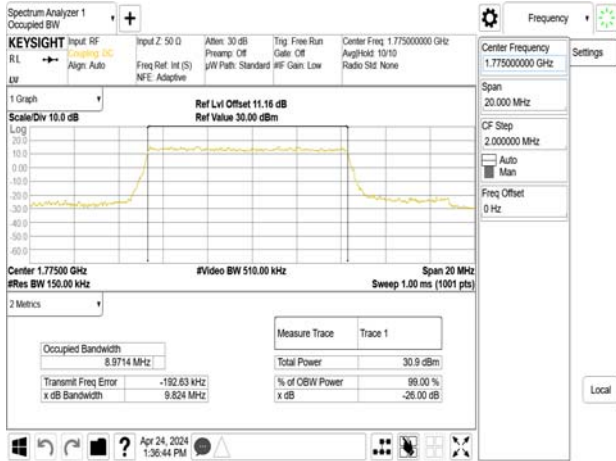 Spectrum Analyzer 1
Occupied BW
Frequency
KEYSIGHT
RL
Input: RF
Coupling: DC
Align: Auto
Input Z: 50 Ω
Freq Ref: Int (S)
NFE: Adaptive
Atten: 30 dB
Preamp: Off
µW Path: Standard
Trig: Free Run
Gate: Off
#IF Gain: Low
Center Freq: 1.775000000 GHz
Avg|Hold: 10/10
Radio Std: None
Center Frequency
1.775000000 GHz
Settings
Span
20.000 MHz
CF Step
2.000000 MHz
Auto
Man
Freq Offset
0 Hz
Local
1 Graph
Scale/Div 10.0 dB
Ref Lvl Offset 11.16 dB
Ref Value 30.00 dBm
Log
20.0
10.0
0.00
-10.0
-20.0
-30.0
-40.0
-50.0
-60.0
Center 1.77500 GHz
#Res BW 150.00 kHz
#Video BW 510.00 kHz
Span 20 MHz
Sweep 1.00 ms (1001 pts)
2 Metrics
Measure Trace Trace 1
Occupied Bandwidth
8.9714 MHz
Total Power 30.9 dBm
Transmit Freq Error -192.63 kHz
% of OBW Power 99.00 %
x dB Bandwidth 9.824 MHz
x dB -26.00 dB
Apr 24, 2024
1:36:44 PM